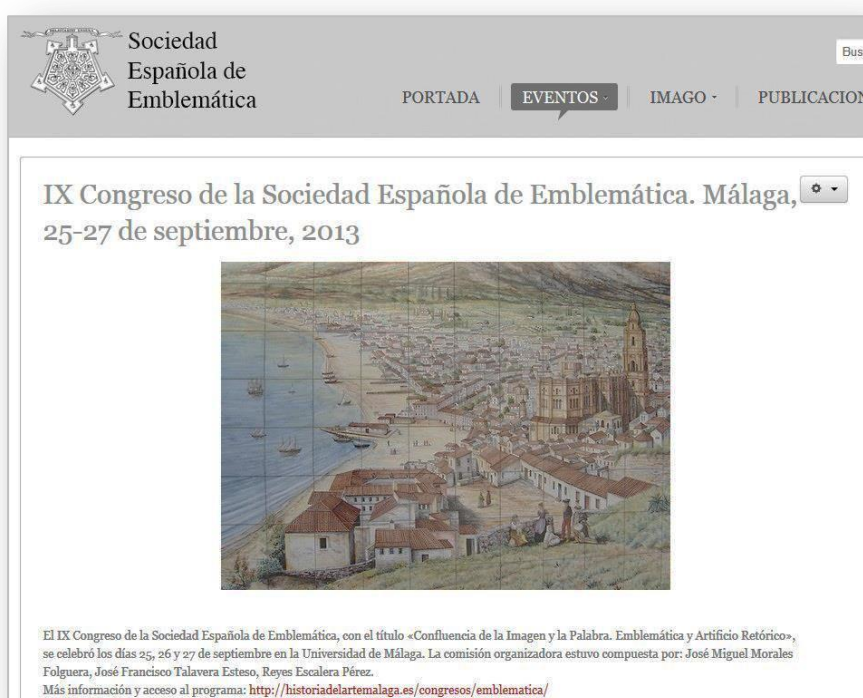 Sociedad
Española de
Emblemática
PORTADA EVENTOS IMAGO PUBLICACION
IX Congreso de la Sociedad Española de Emblemática. Málaga,
25-27 de septiembre, 2013
El IX Congreso de la Sociedad Española de Emblemática, con el título «Confluencia de la Imagen y la Palabra. Emblemática y Artificio Retórico»,
se celebró los días 25, 26 y 27 de septiembre en la Universidad de Málaga. La comisión organizadora estuvo compuesta por: José Miguel Morales
Folguera, José Francisco Talavera Esteso, Reyes Escalera Pérez.
Más información y acceso al programa: http://historiadelartemalaga.es/congresos/emblematica/